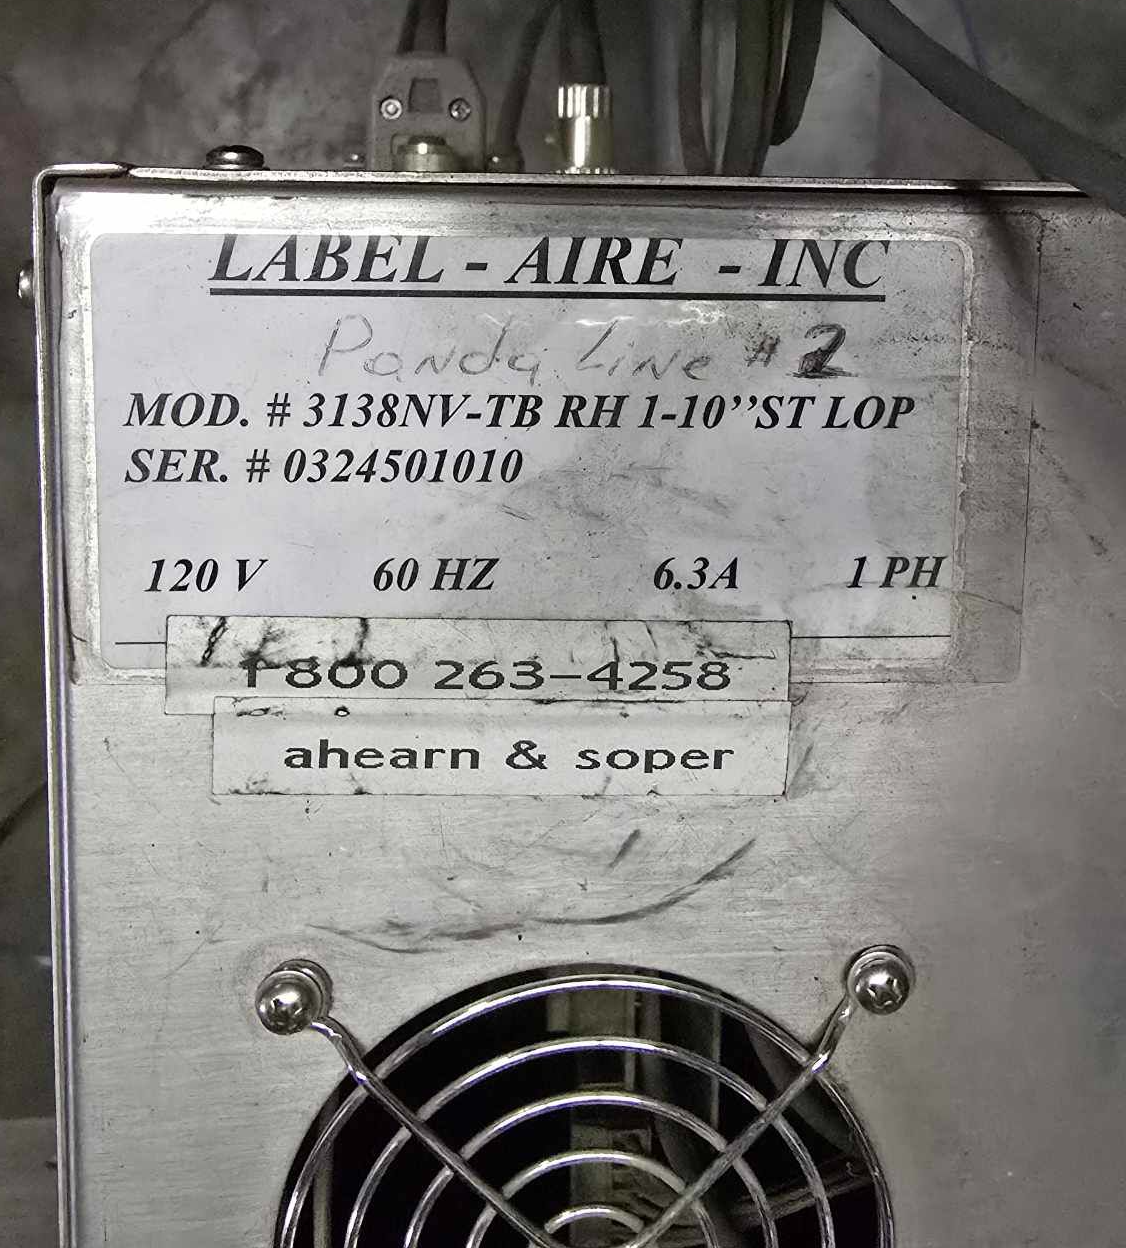 LABEL - AIRE - INC
Panda Line # 2
MOD. # 3138NV-TB RH 1-10’’ST LOP
SER. # 0324501010
120 V 60 HZ 6.3A 1 PH
1 800 263-4258
ahearn & soper